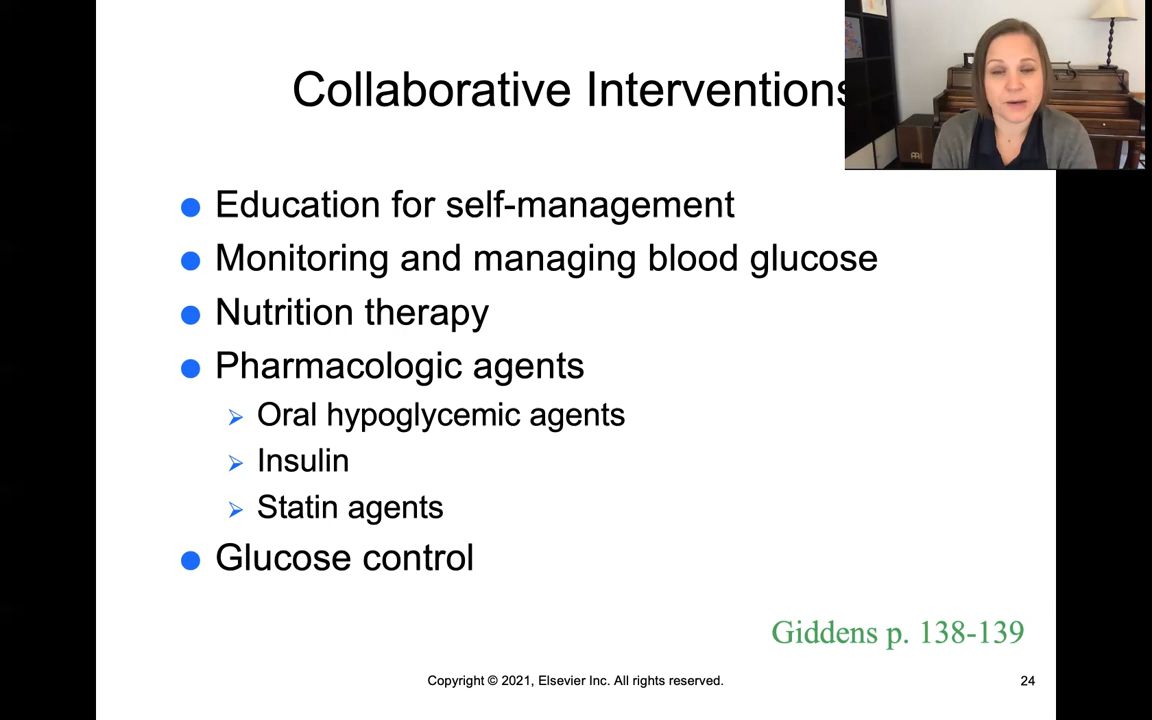 Collaborative Interventions
Education for self-management
Monitoring and managing blood glucose
Nutrition therapy
Pharmacologic agents
Oral hypoglycemic agents
Insulin
Statin agents
Glucose control
Giddens p. 138-139
Copyright © 2021, Elsevier Inc. All rights reserved.
24